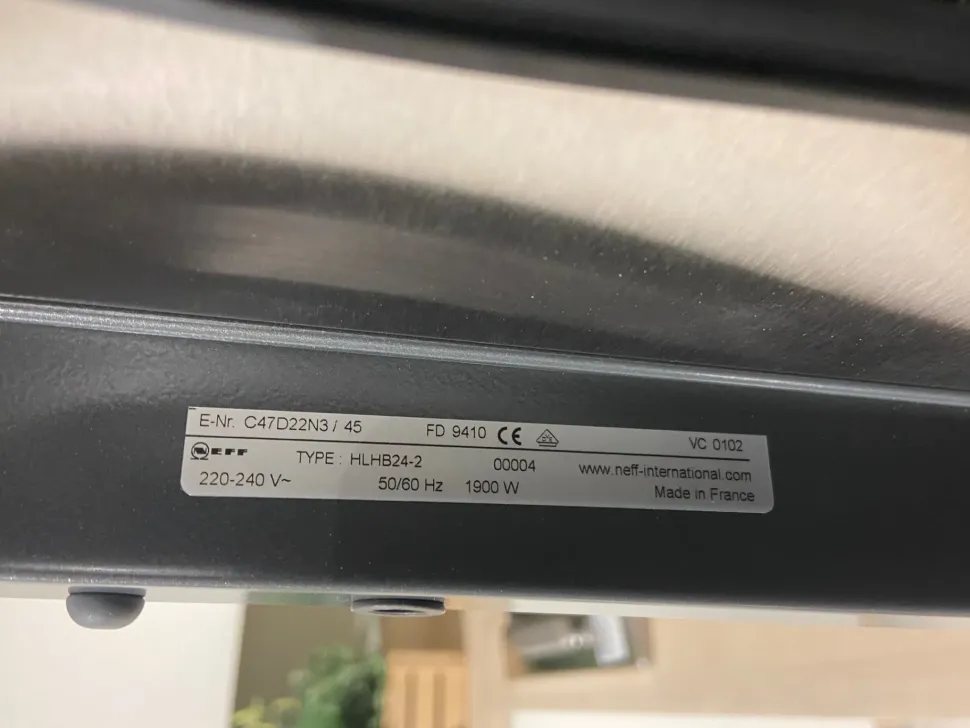 E-Nr. C47D22N3 / 45 FD 9410 CE VC 0102
NEFF TYPE : HLHB24-2 00004 www.neff-international.com
220-240 V~ 50/60 Hz 1900 W Made in France